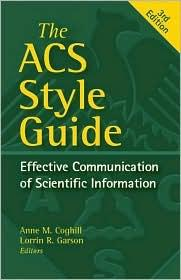 The
ACS
Style
Guide
3rd Edition
Effective Communication
of Scientific Information
Anne M. Coghill
Lorrin R. Garson
Editors